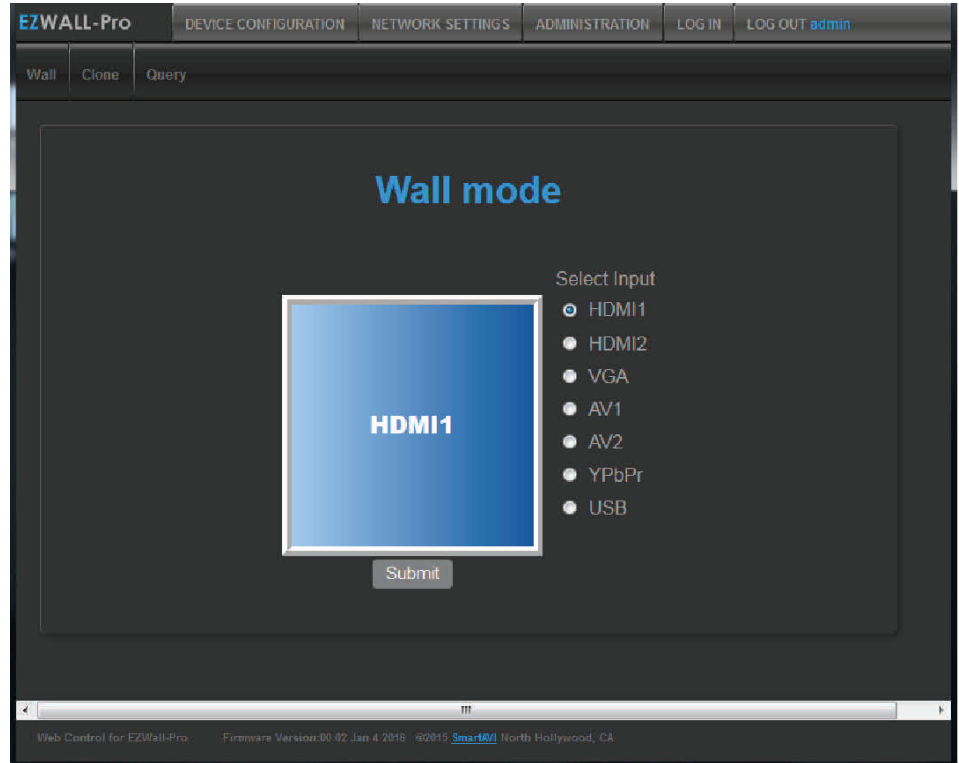 EZWALL-Pro DEVICE CONFIGURATION NETWORK SETTINGS ADMINISTRATION LOG IN LOG OUT admin
Wall Clone Query
Wall mode
Select Input
HDMI1
HDMI2
VGA
AV1
AV2
YPbPr
USB
HDMI1
Submit
Web Control for EZWall-Pro Firmware Version:00.02 Jan 4 2016 ©2015 SmartAVI North Hollywood, CA